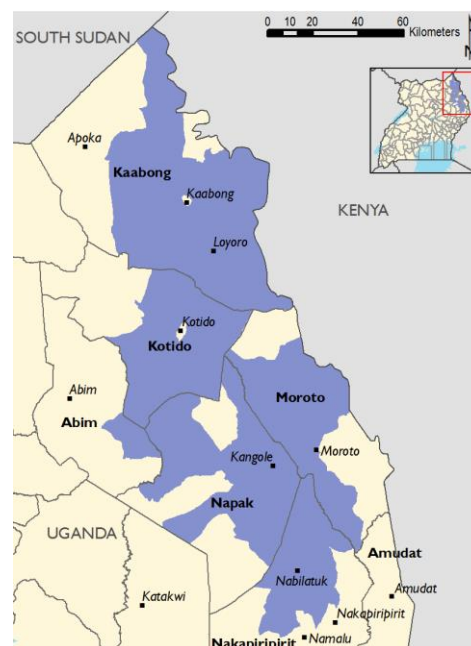 SOUTH SUDAN
0 10 20 40 60
Kilometers
N
Apoka
Kaabong
Kaabong
KENYA
Loyoro
Kotido
Kotido
Moroto
Abim
Abim
Moroto
Kangole
Napak
UGANDA
Amudat
Nabilatuk
Amudat
Katakwi
Nakapiripirit
Nakapiripirit
Namalu